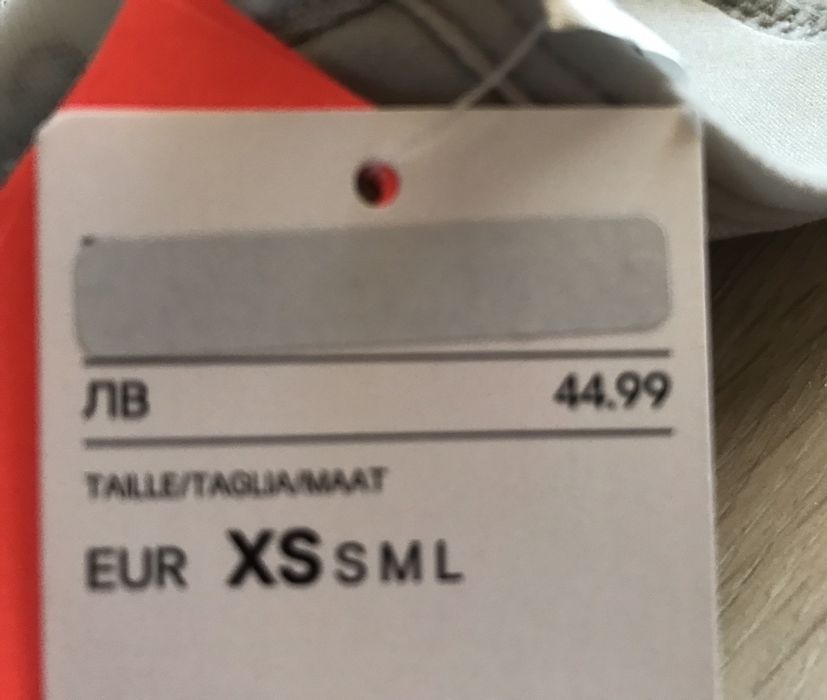 ЛВ 44.99
TAILLE/TAGLIA/MAAT
EUR XS S M L